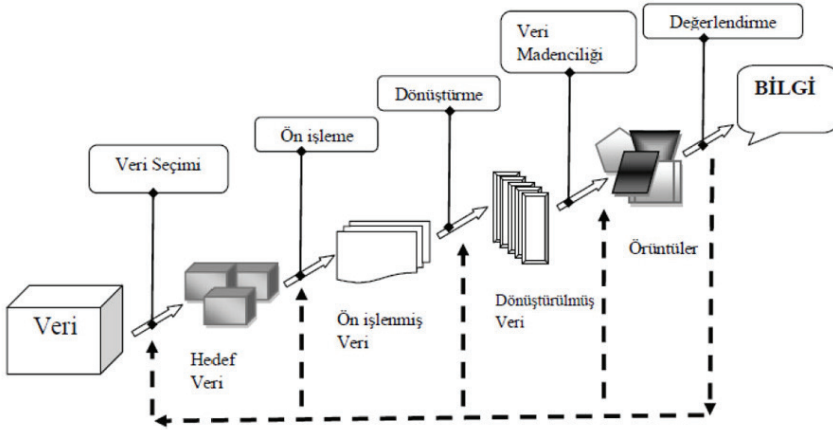 Veri
Madenciliği
Değerlendirme
BİLGİ
Dönüştürme
Ön işleme
Veri Seçimi
Örüntüler
Dönüştürülmüş
Veri
Ön işlenmiş
Veri
Veri
Hedef
Veri